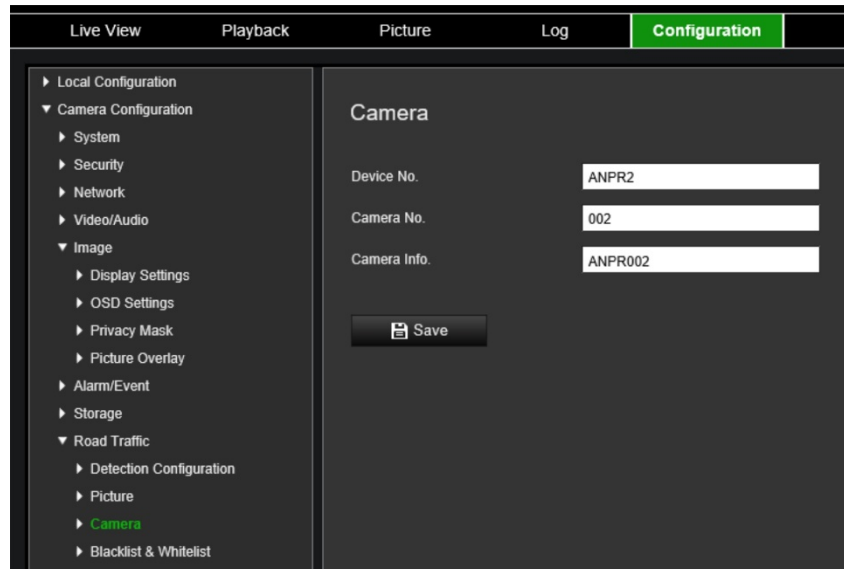 Live View Playback Picture Log Configuration
Local Configuration
Camera Configuration
System
Security
Network
Video/Audio
Image
Display Settings
OSD Settings
Privacy Mask
Picture Overlay
Alarm/Event
Storage
Road Traffic
Detection Configuration
Picture
Camera
Blacklist & Whitelist
Camera
Device No. ANPR2
Camera No. 002
Camera Info. ANPR002
Save